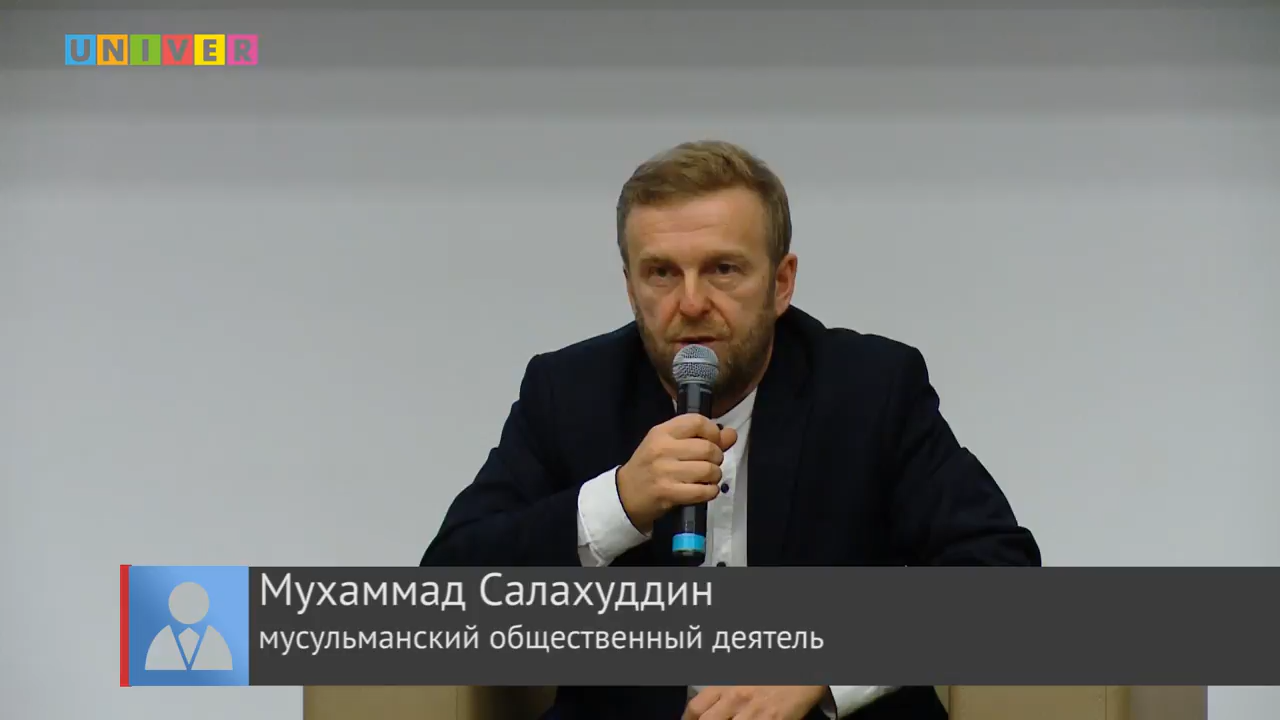 UNIVER
Мухаммад Салахуддин
мусульманский общественный деятель